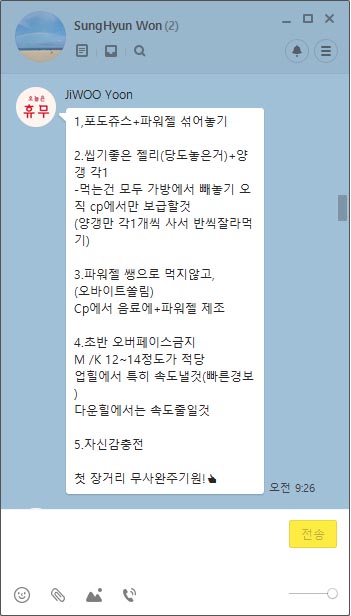 SungHyun Won (2)
오늘은
휴무
JiWOO Yoon
1,포도쥬스+파워젤 섞어놓기
2.씹기좋은 젤리(당도높은거)+양
갱 각1
-먹는건 모두 가방에서 빼놓기 오
직 cp에서만 보급할것
(양갱만 각1개씩 사서 반씩잘라먹
기)
3.파워젤 쌩으로 먹지않고,
(오바이트쏠림)
Cp에서 음료에+파워젤 제조
4.초반 오버페이스금지
M /K 12~14정도가 적당
업힐에서 특히 속도낼것(빠른경보
)
다운힐에서는 속도줄일것
5.자신감충전
첫 장거리 무사완주기원!
오전 9:26
전송